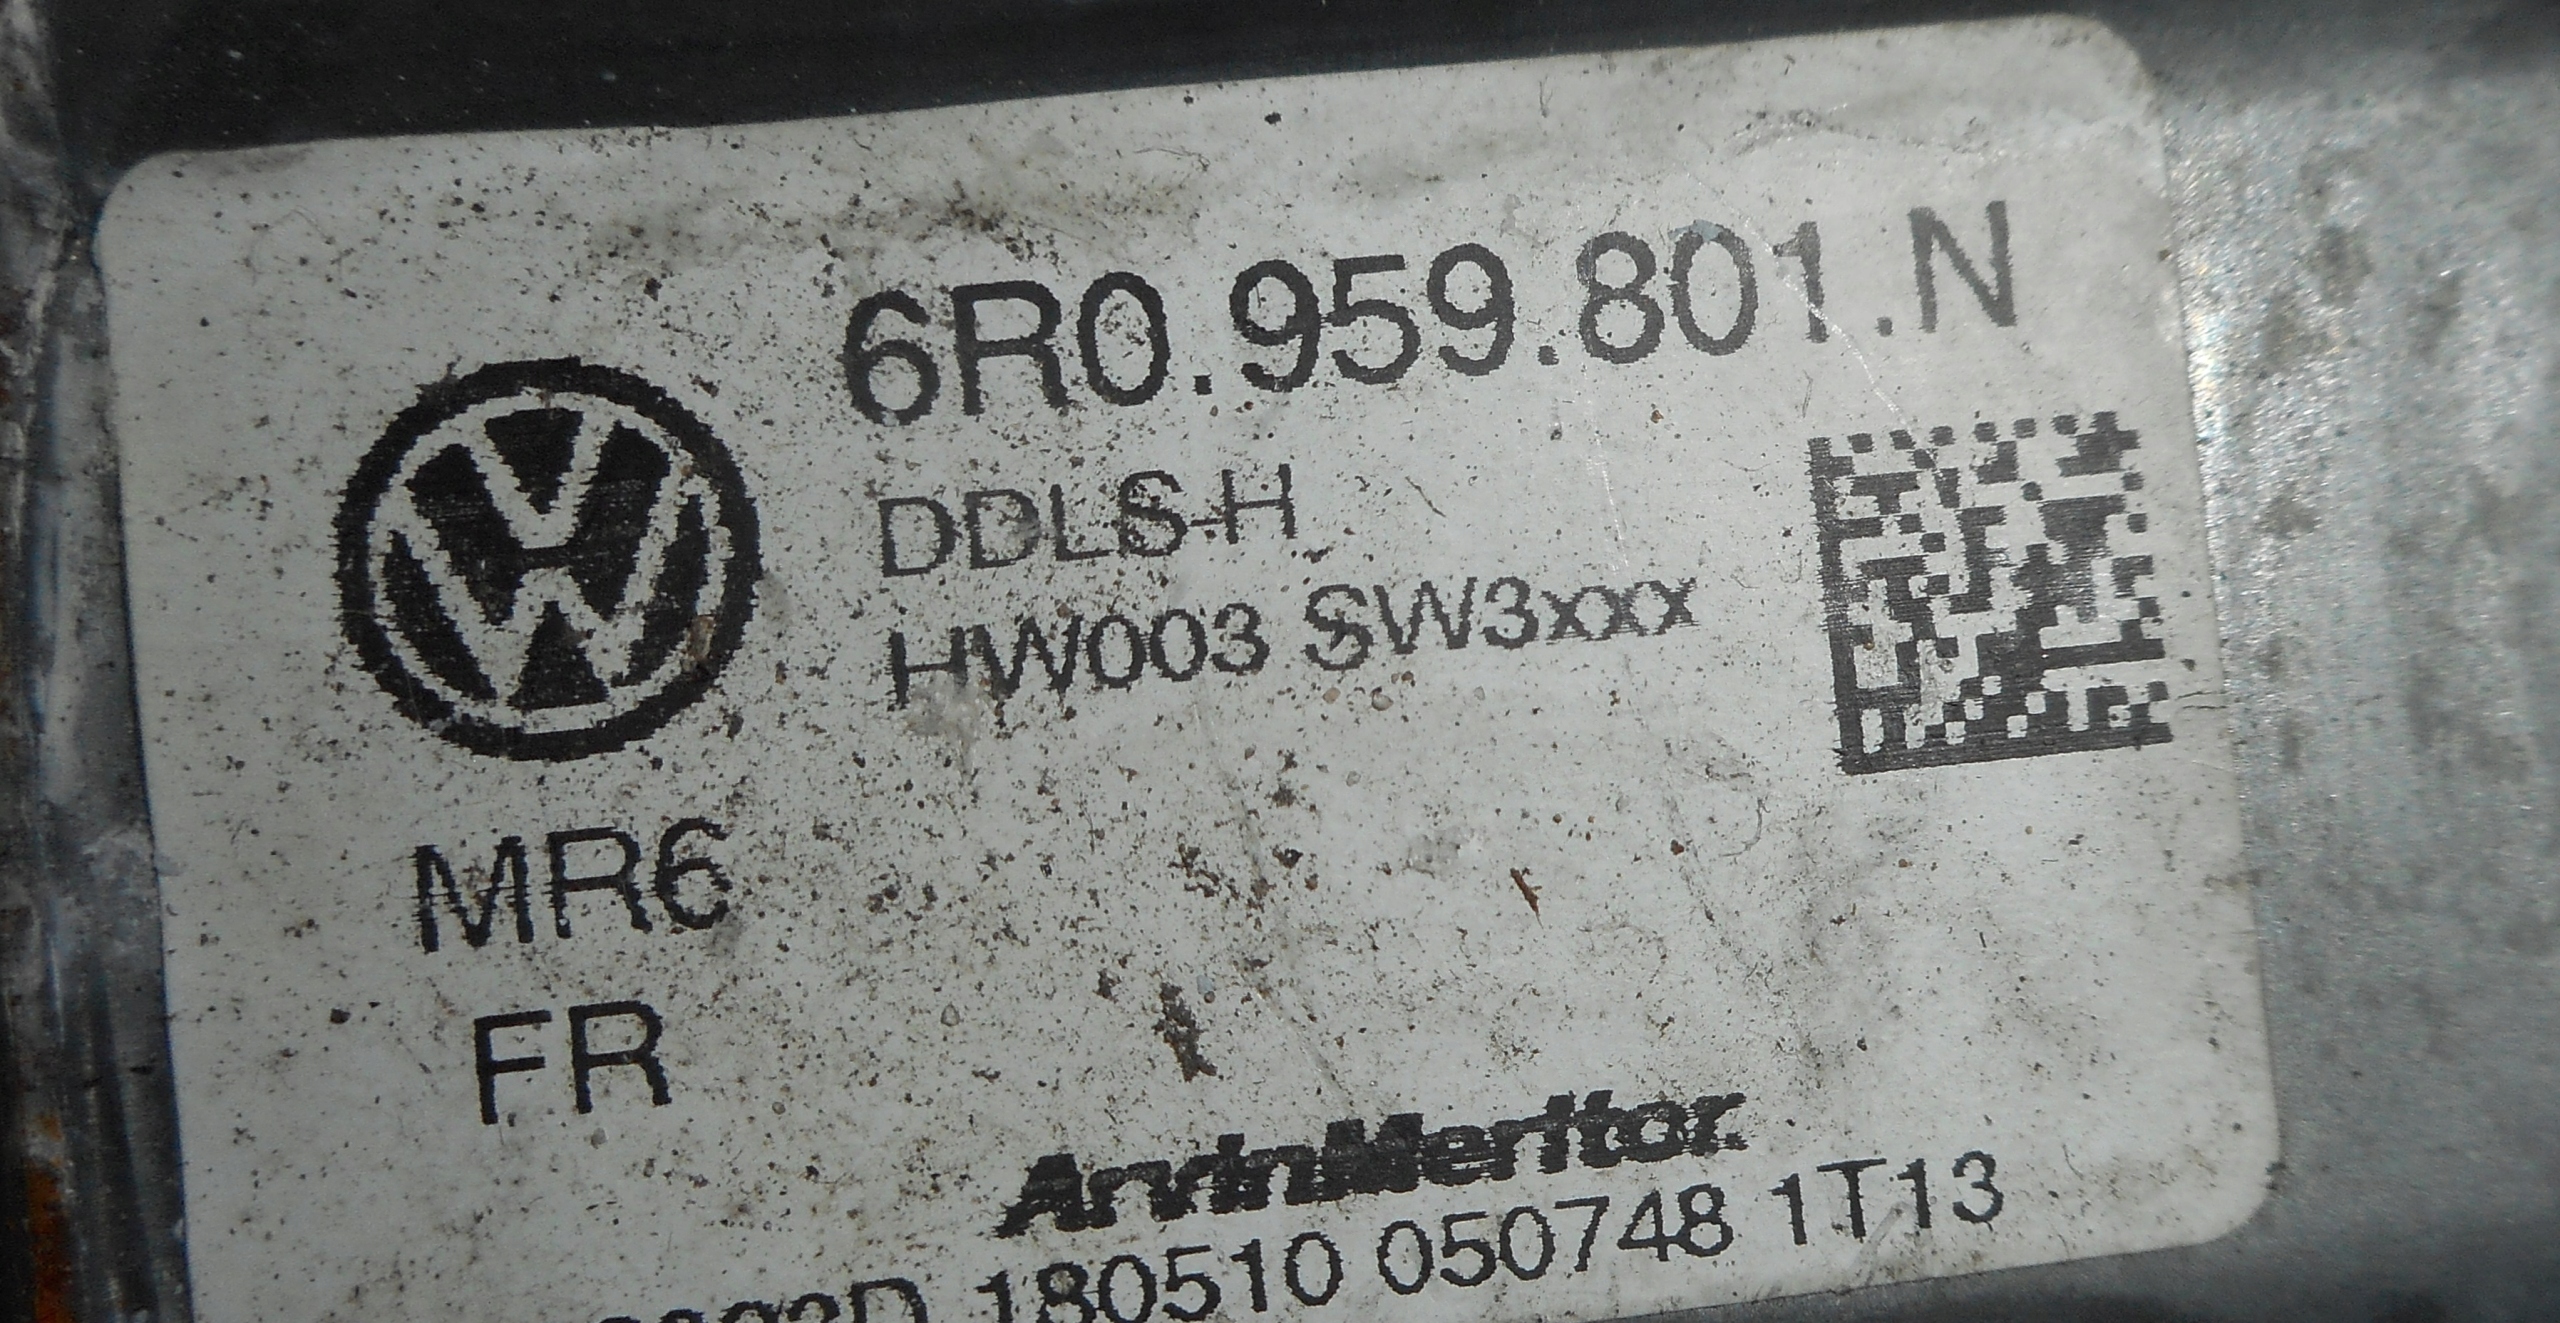 6R0.959.801.N
DDLS-H
HW003 SW3xxx
MR6
FR
ArvinMeritor.
180510 050748 1T13